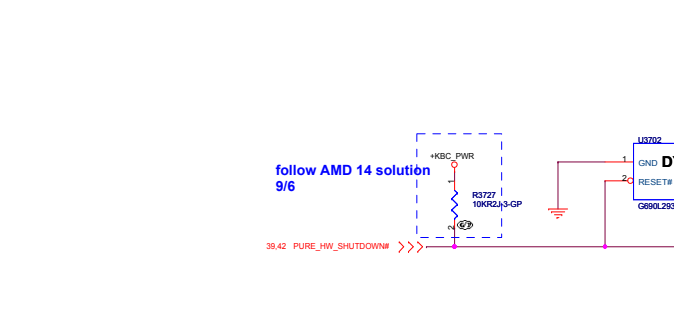 U3702
+KBC_PWR
1
GND
follow AMD 14 solution
9/6
1
2
RESET#
R3727
10KR2J-3-GP
G690L293
2
39,42 PURE_HW_SHUTDOWN#